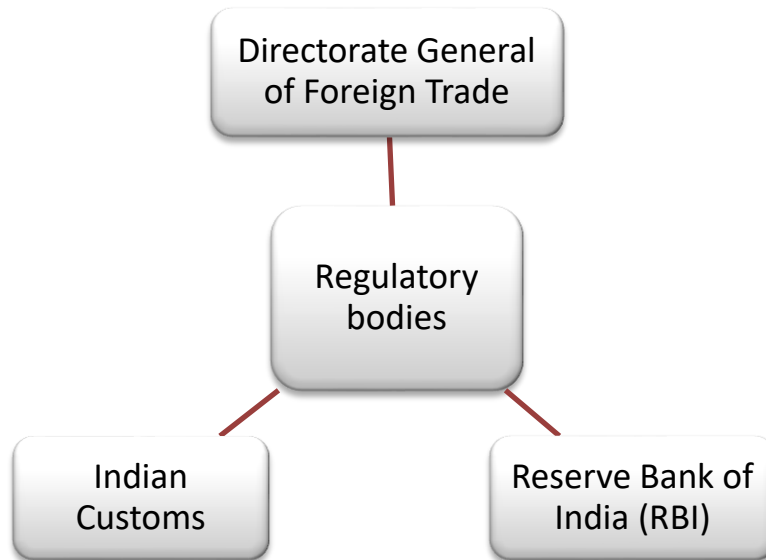 Directorate General
of Foreign Trade
Regulatory
bodies
Indian
Customs
Reserve Bank of
India (RBI)